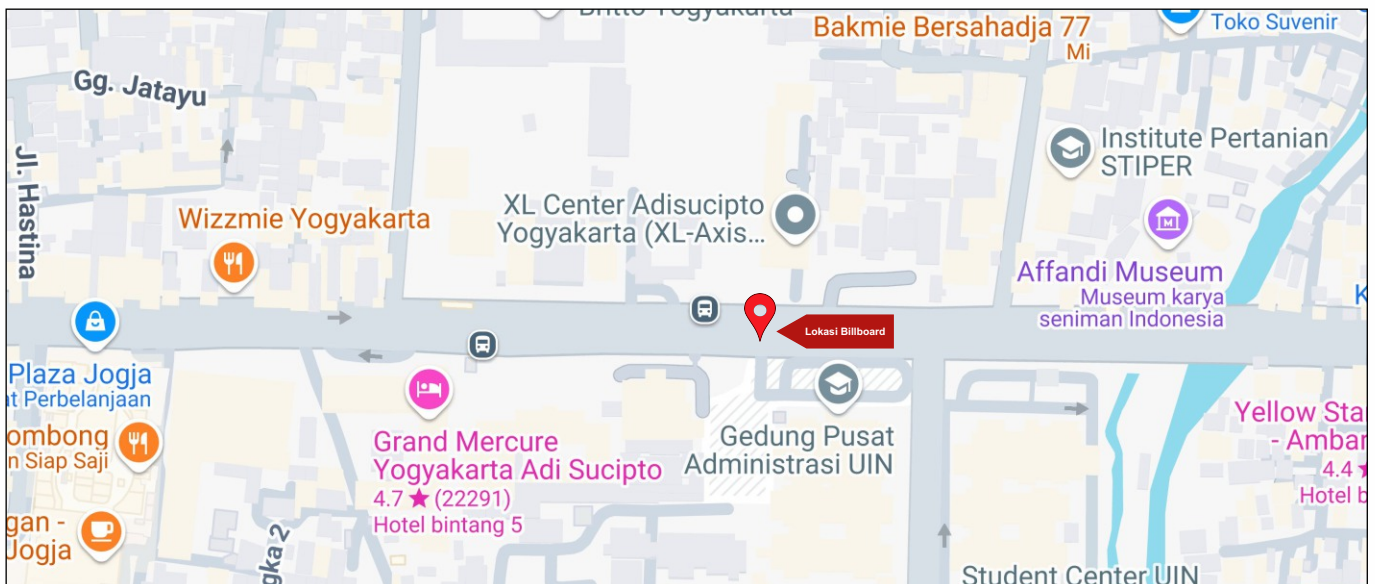 Britto Yogyakarta
Bakmie Bersahadja 77
Mi
Toko Suvenir
Gg. Jatayu
Jl. Hastina
Institute Pertanian
STIPER
Wizzmie Yogyakarta
XL Center Adisucipto
Yogyakarta (XL-Axis...
M
Affandi Museum
Museum karya
seniman Indonesia
K
Lokasi Billboard
Plaza Jogja
at Perbelanjaan
ombong
n Siap Saji
Grand Mercure
Yogyakarta Adi Sucipto
4.7 ★ (22291)
Hotel bintang 5
Gedung Pusat
Administrasi UIN
Yellow Sta
- Ambar
4.4 ★
Hotel b
gan -
Jogja
gka 2
Student Center UIN